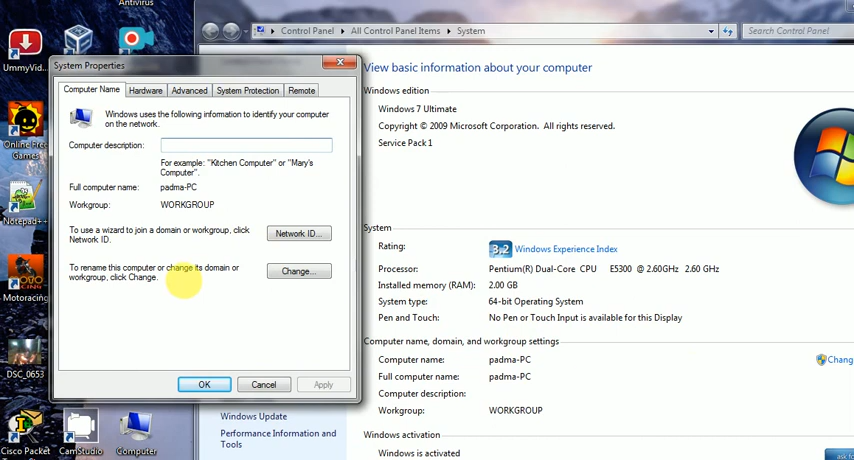 Antivirus
UmmyVid...
Online Free
Games
Notepad++
Motoracing
DSC_0653
Cisco Packet
CamStudio
Computer
System Properties
Computer Name
Hardware
Advanced
System Protection
Remote
Windows uses the following information to identify your computer
on the network.
Computer description:
For example: "Kitchen Computer" or "Mary's
Computer".
Full computer name: padma-PC
Workgroup: WORKGROUP
To use a wizard to join a domain or workgroup, click
Network ID.
Network ID...
To rename this computer or change its domain or
workgroup, click Change.
Change...
OK
Cancel
Apply
Control Panel
All Control Panel Items
System
Search Control Panel
View basic information about your computer
Windows edition
Windows 7 Ultimate
Copyright © 2009 Microsoft Corporation. All rights reserved.
Service Pack 1
System
Rating: 3.2 Windows Experience Index
Processor: Pentium(R) Dual-Core CPU E5300 @ 2.60GHz 2.60 GHz
Installed memory (RAM): 2.00 GB
System type: 64-bit Operating System
Pen and Touch: No Pen or Touch Input is available for this Display
Computer name, domain, and workgroup settings
Computer name: padma-PC
Chang
Full computer name: padma-PC
Computer description:
Workgroup: WORKGROUP
Windows activation
Windows is activated
ask for
Windows Update
Performance Information and
Tools